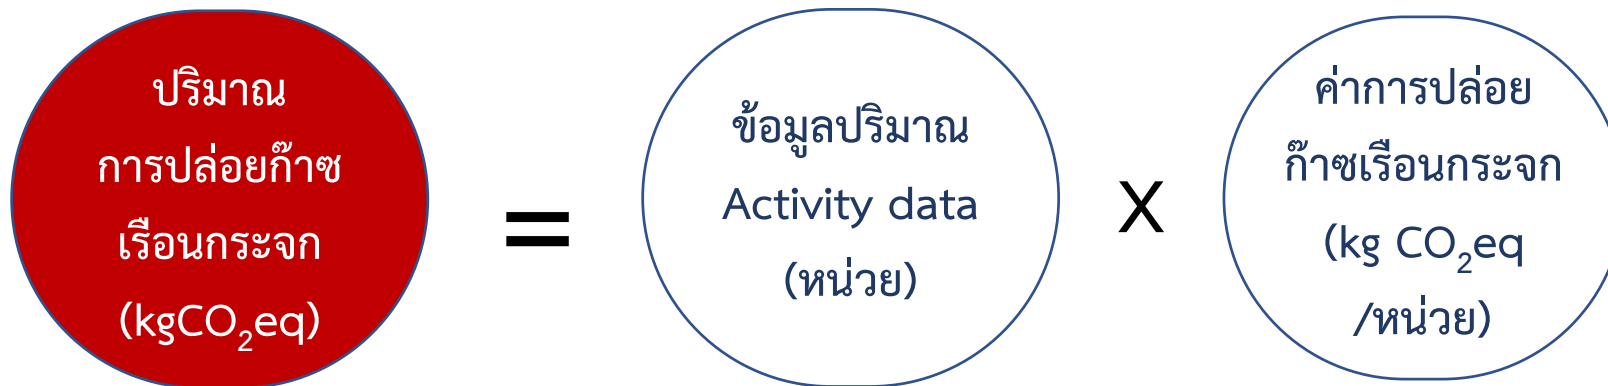 ปริมาณ
การปล่อยก๊าซ
เรือนกระจก
(kgCO2eq)
=
ข้อมูลปริมาณ
Activity data
(หน่วย)
X
ค่าการปล่อย
ก๊าซเรือนกระจก
(kg CO2eq
/หน่วย)